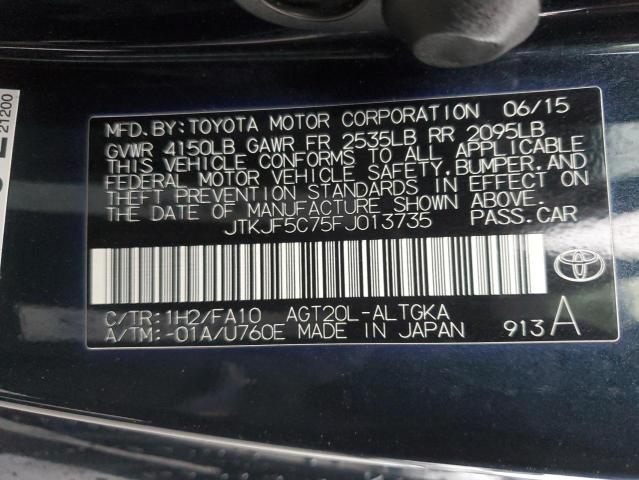 MFD. BY: TOYOTA MOTOR CORPORATION 06/15
GVWR 4150LB GAWR FR 2535LB RR 2095LB
THIS VEHICLE CONFORMS TO ALL APPLICABLE
FEDERAL MOTOR VEHICLE SAFETY, BUMPER, AND
THEFT PREVENTION STANDARDS IN EFFECT ON
THE DATE OF MANUFACTURE SHOWN ABOVE.
JTKJF5C75FJ013735 PASS.CAR
C/TR:1H2/FA10 AGT20L-ALTGKA
A/TM:-01A/U760E MADE IN JAPAN 913 A
TOYOTA
21200